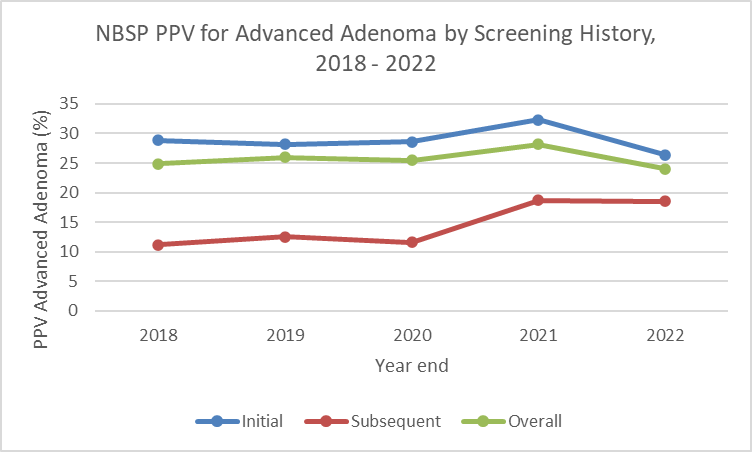 NBSP PPV for Advanced Adenoma by Screening History,
2018 - 2022
PPV Advanced Adenoma (%)
35
30
25
20
15
10
5
0
2018 2019 2020 2021 2022
Year end
Initial Subsequent Overall